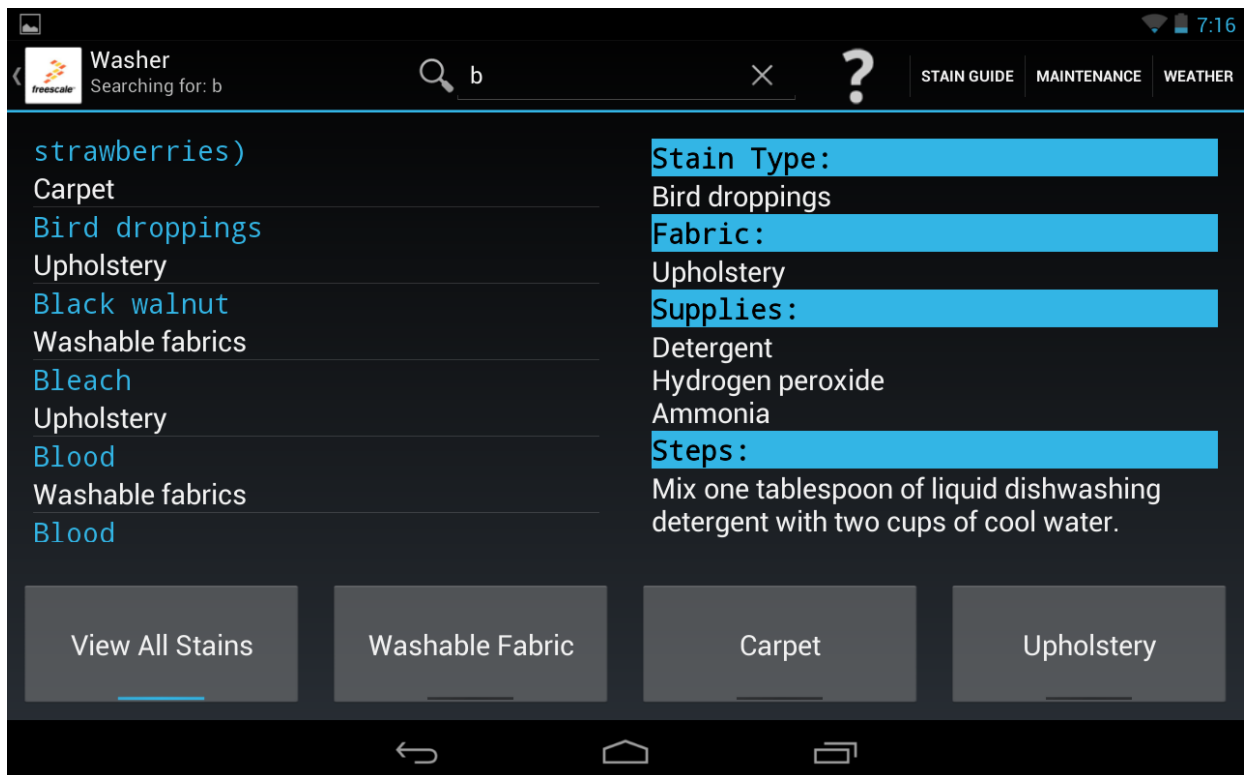 7:16
freescale
Washer
Searching for: b
b
?
STAIN GUIDE
MAINTENANCE
WEATHER
strawberries)
Carpet
Bird droppings
Upholstery
Black walnut
Washable fabrics
Bleach
Upholstery
Blood
Washable fabrics
Blood
Stain Type:
Bird droppings
Fabric:
Upholstery
Supplies:
Detergent
Hydrogen peroxide
Ammonia
Steps:
Mix one tablespoon of liquid dishwashing
detergent with two cups of cool water.
View All Stains
Washable Fabric
Carpet
Upholstery